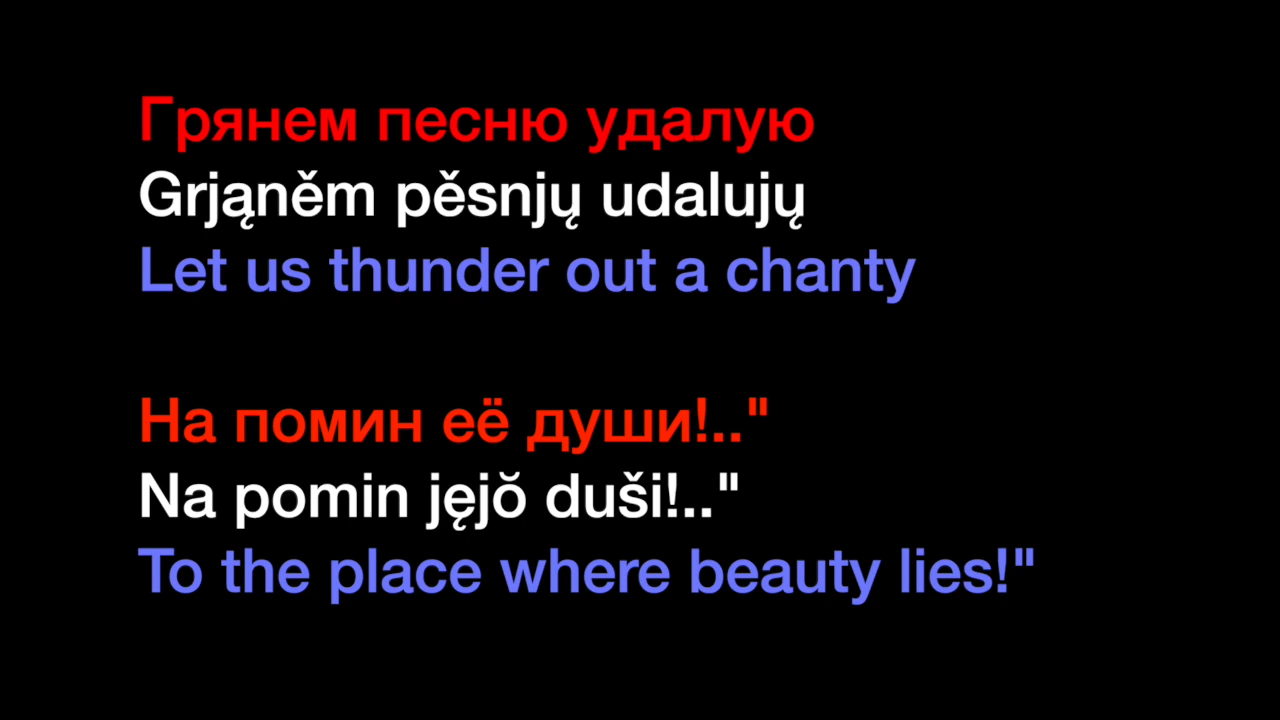 Грянем песню удалую
Grjąněm pěsnjų udalujų
Let us thunder out a chanty
На помин её души!.."
Na pomin jęjŏ duši!.."
To the place where beauty lies!"